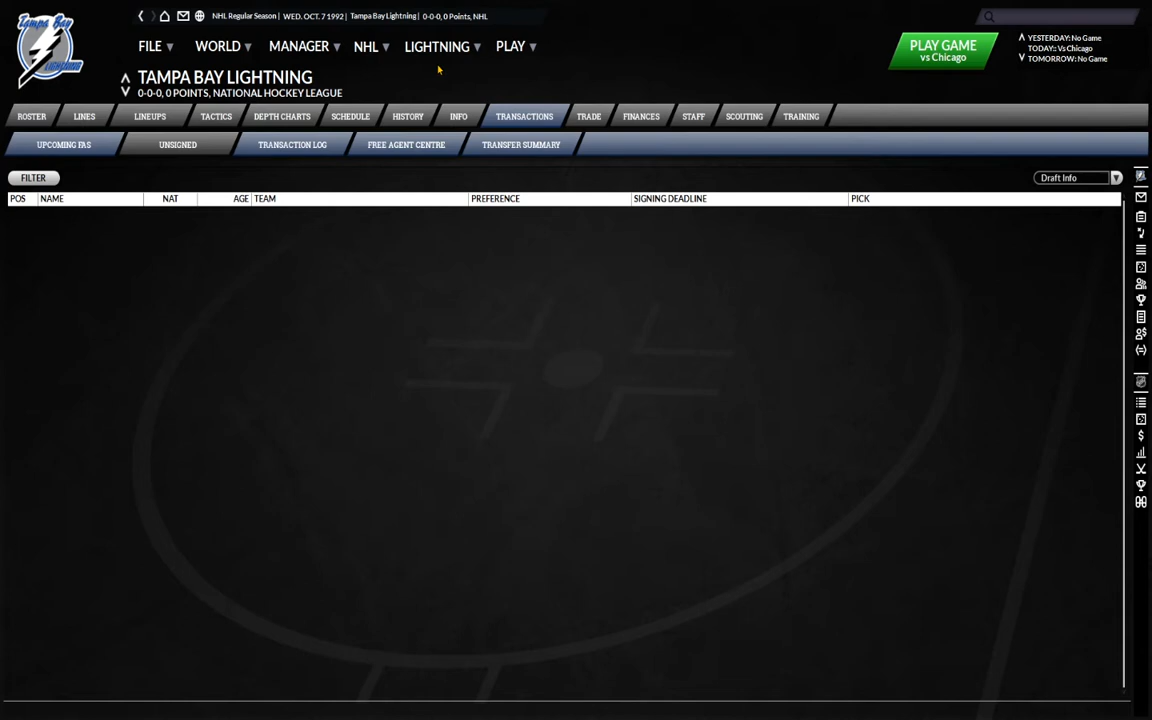 Tampa Bay
LIGHTNING
NHL Regular Season | WED. OCT. 7 1992 | Tampa Bay Lightning | 0-0-0, 0 Points, NHL
FILE WORLD MANAGER NHL LIGHTNING PLAY
PLAY GAME
vs Chicago
YESTERDAY: No Game
TODAY: Vs Chicago
TOMORROW: No Game
TAMPA BAY LIGHTNING
0-0-0, 0 POINTS, NATIONAL HOCKEY LEAGUE
ROSTER LINES LINEUPS TACTICS DEPTH CHARTS SCHEDULE HISTORY INFO TRANSACTIONS TRADE FINANCES STAFF SCOUTING TRAINING
UPCOMING FAS UNSIGNED TRANSACTION LOG FREE AGENT CENTRE TRANSFER SUMMARY
FILTER Draft Info
POS NAME NAT AGE TEAM PREFERENCE SIGNING DEADLINE PICK